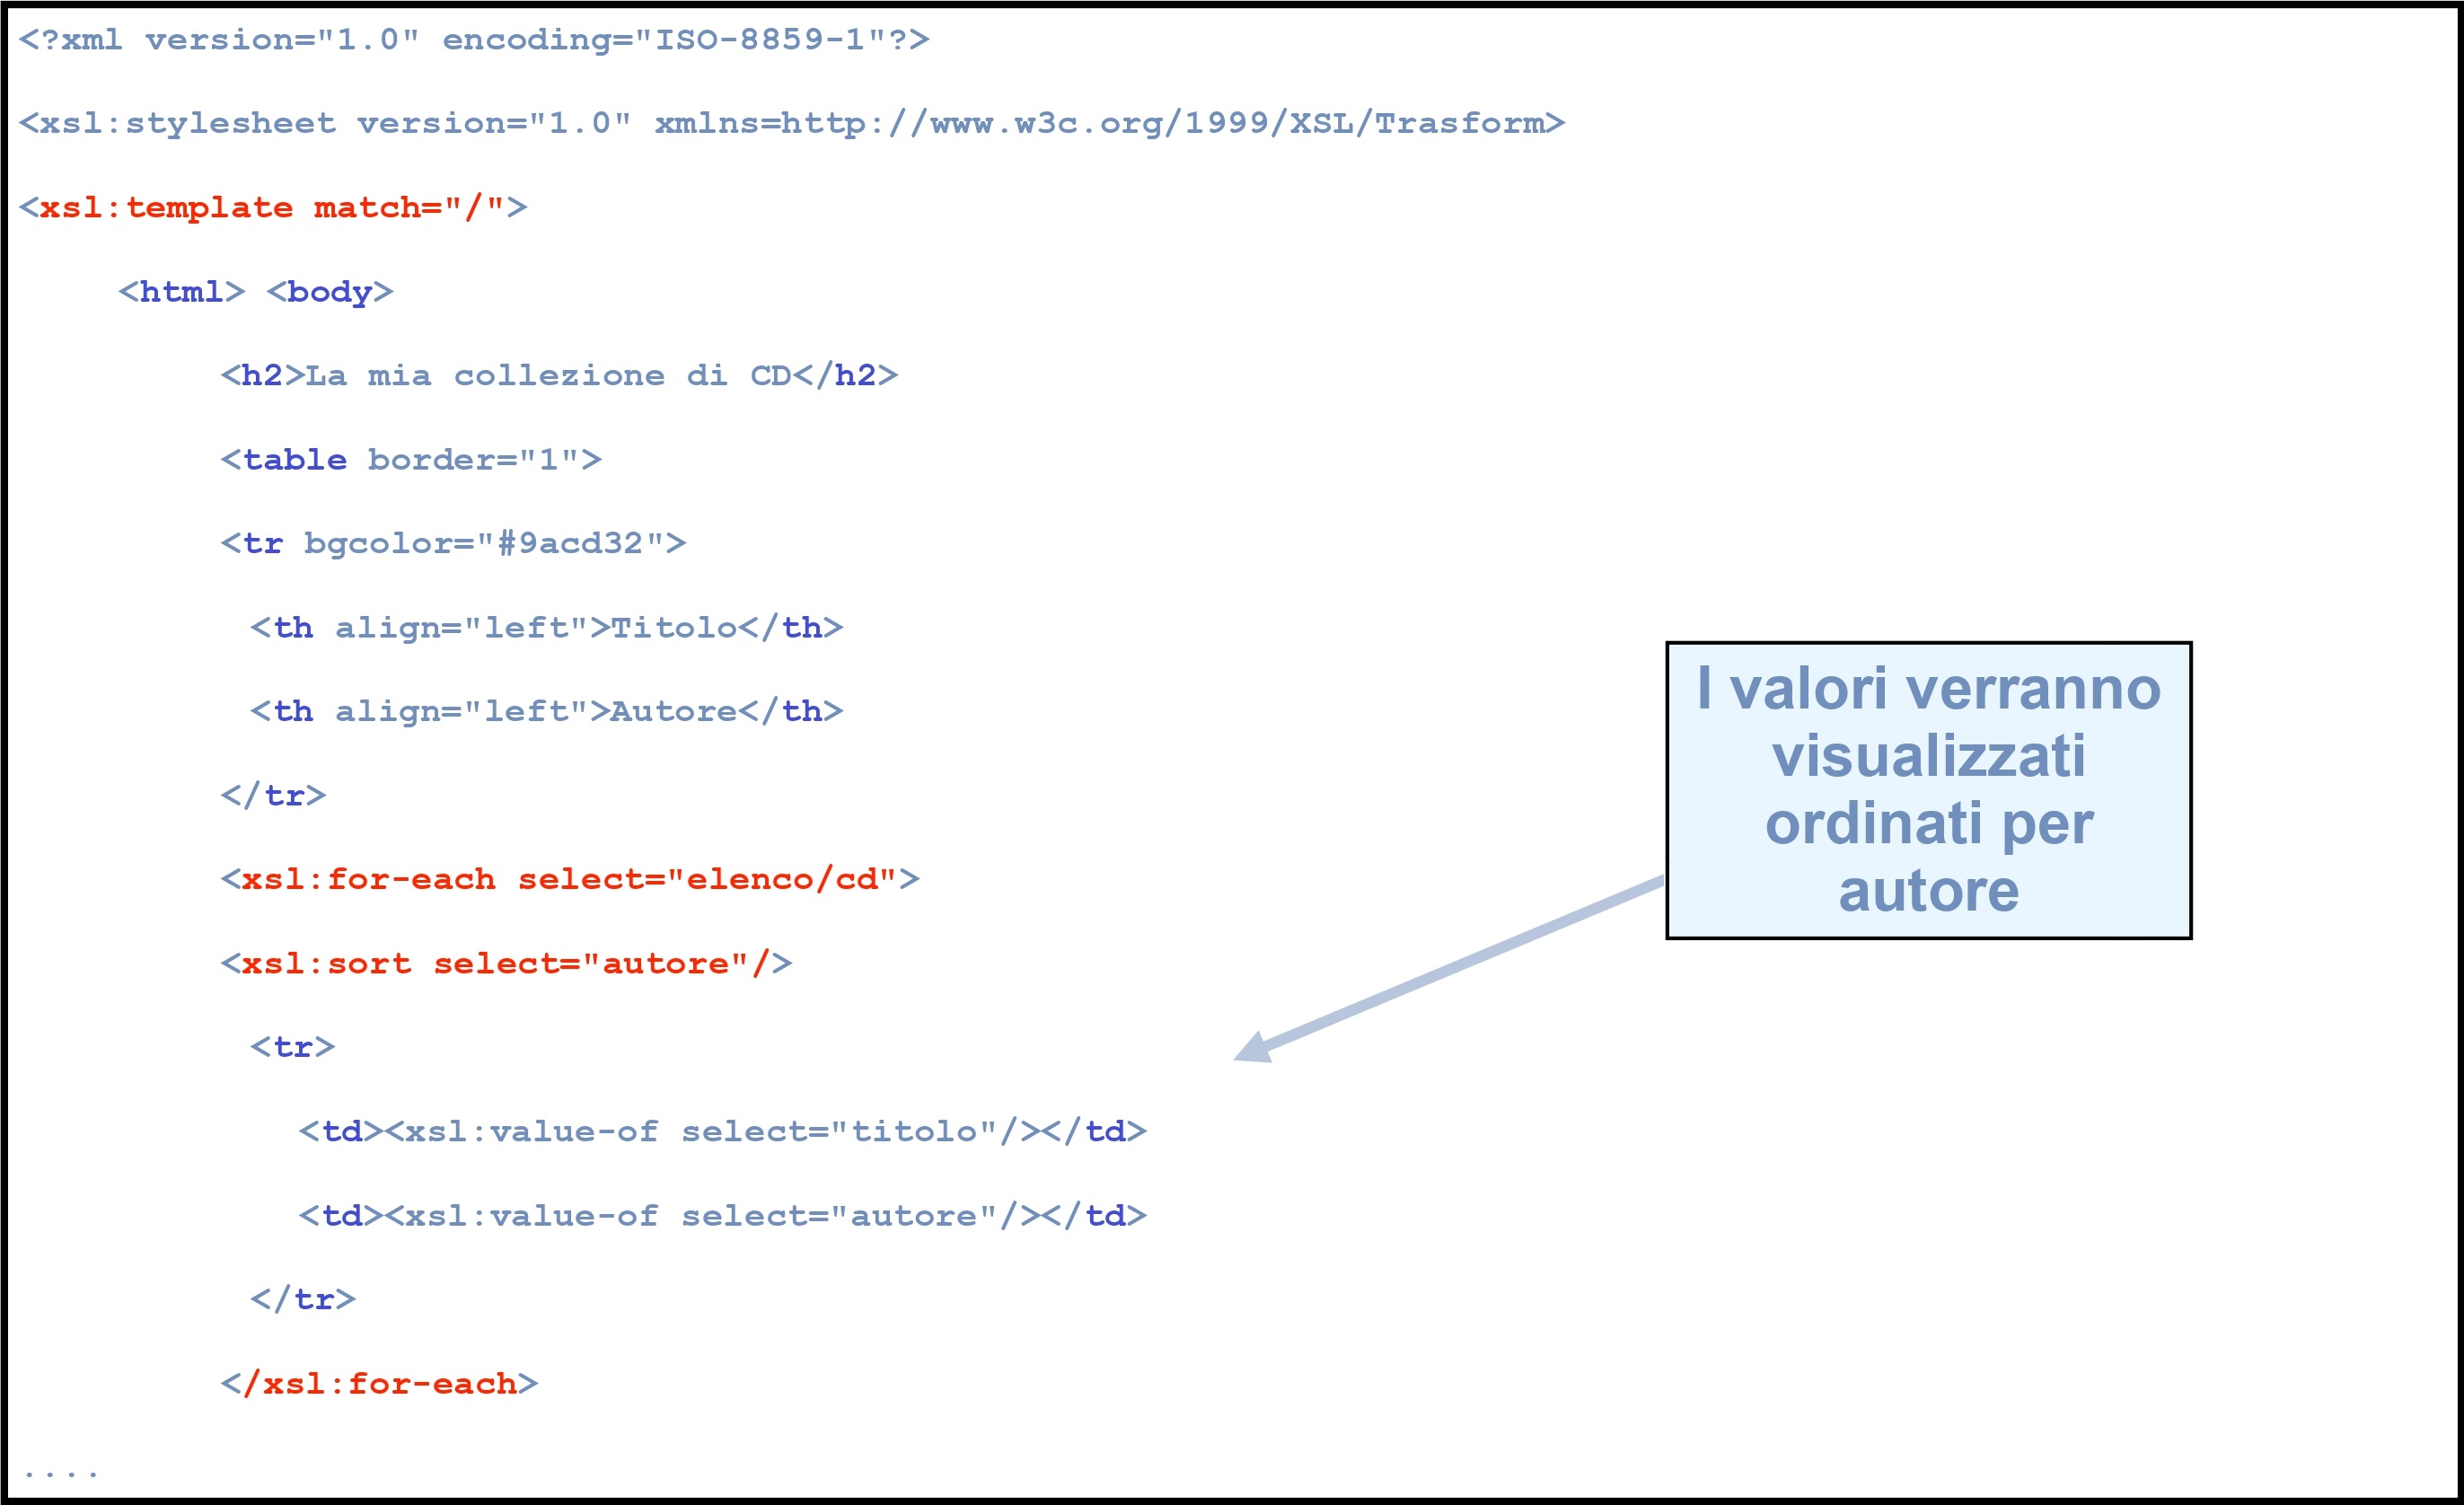 <?xml version="1.0" encoding="ISO-8859-1"?>
<xsl:stylesheet version="1.0" xmlns=http://www.w3c.org/1999/XSL/Trasform>
<xsl:template match="/">
<html> <body>
<h2>La mia collezione di CD</h2>
<table border="1">
<tr bgcolor="#9acd32">
<th align="left">Titolo</th>
<th align="left">Autore</th>
</tr>
<xsl:for-each select="elenco/cd">
<xsl:sort select="autore"/>
<tr>
<td><xsl:value-of select="titolo"/></td>
<td><xsl:value-of select="autore"/></td>
</tr>
</xsl:for-each>
....
I valori verranno
visualizzati
ordinati per
autore